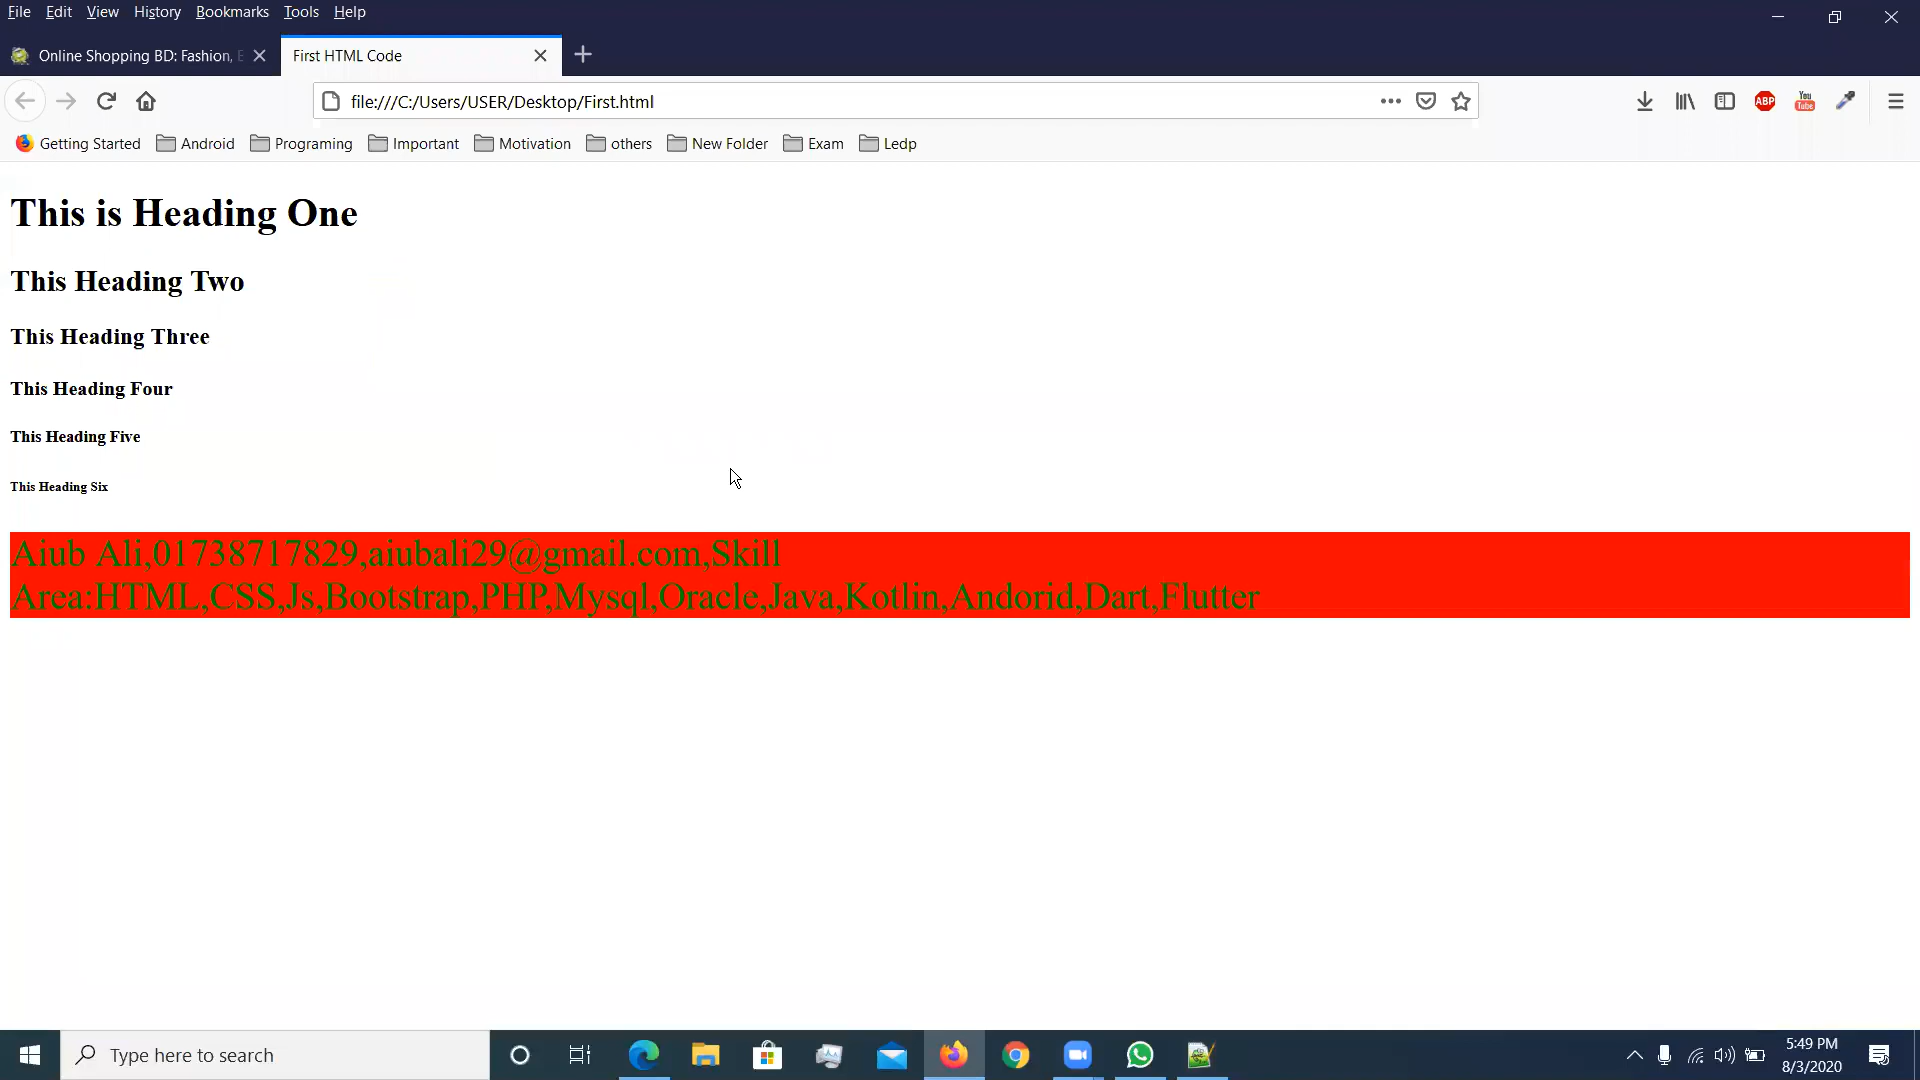 File Edit View History Bookmarks Tools Help
Online Shopping BD: Fashion, E
First HTML Code
file:///C:/Users/USER/Desktop/First.html
ABP
You Tube
Getting Started Android Programing Important Motivation others New Folder Exam Ledp
This is Heading One
This Heading Two
This Heading Three
This Heading Four
This Heading Five
This Heading Six
Aiub Ali,01738717829,aiubali29@gmail.com,Skill
Area:HTML,CSS,Js,Bootstrap,PHP,Mysql,Oracle,Java,Kotlin,Andorid,Dart,Flutter
Type here to search
5:49 PM
8/3/2020